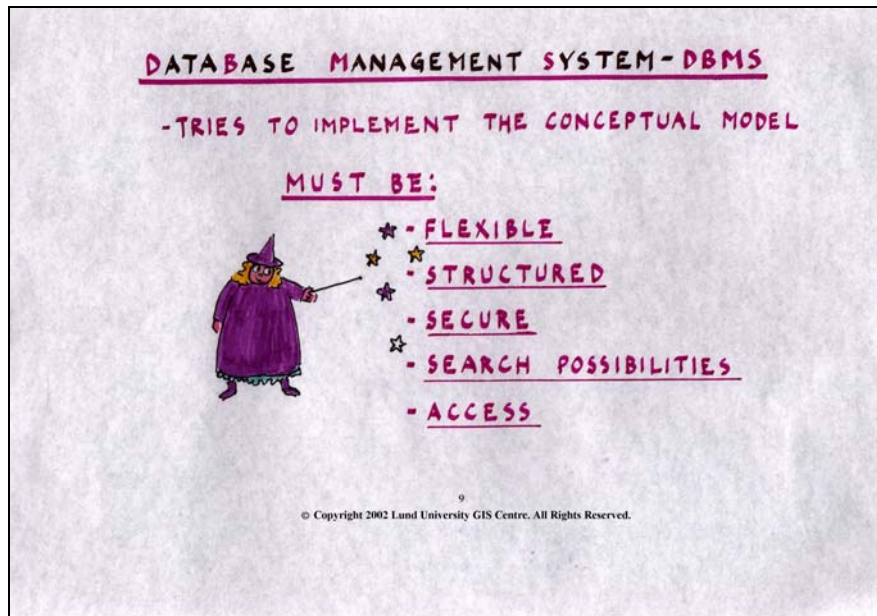 DATABASE MANAGEMENT SYSTEM-DBMS
-TRIES TO IMPLEMENT THE CONCEPTUAL MODEL
MUST BE:
- FLEXIBLE
- STRUCTURED
- SECURE
- SEARCH POSSIBILITIES
- ACCESS
9
© Copyright 2002 Lund University GIS Centre. All Rights Reserved.